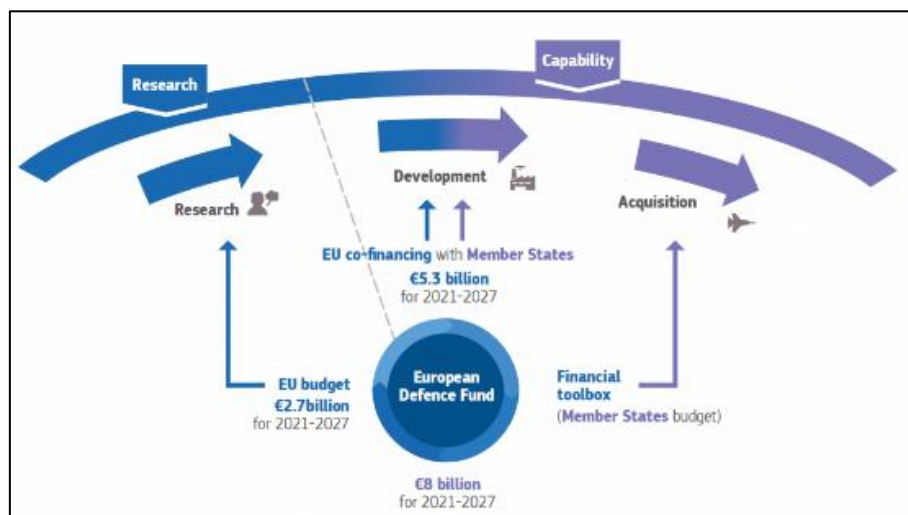 Research
Capability
Research
Development
Acquisition
EU co-financing with Member States
€5.3 billion
for 2021-2027
EU budget
€2.7billion
for 2021-2027
European
Defence Fund
Financial
toolbox
(Member States budget)
€8 billion
for 2021-2027